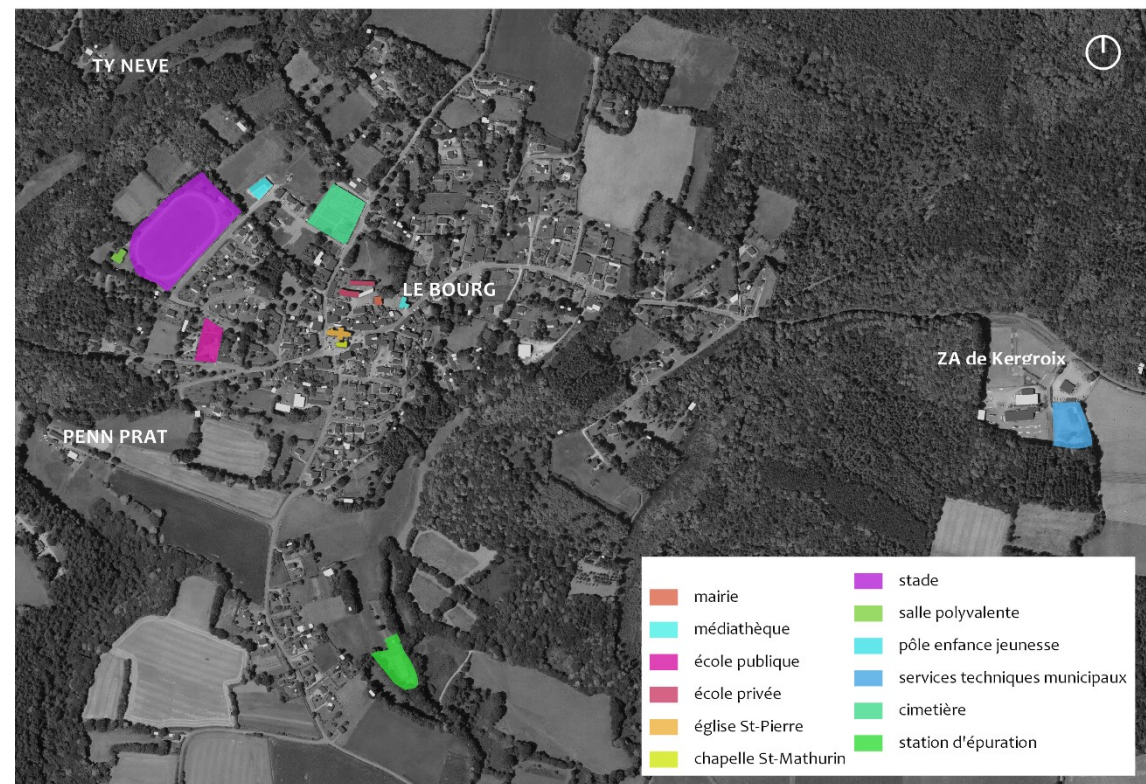 TY NEVE
LE BOURG
ZA de Kergroix
PENN PRAT
mairie
médiathèque
école publique
école privée
église St-Pierre
chapelle St-Mathurin
stade
salle polyvalente
pôle enfance jeunesse
services techniques municipaux
cimetière
station d'épuration